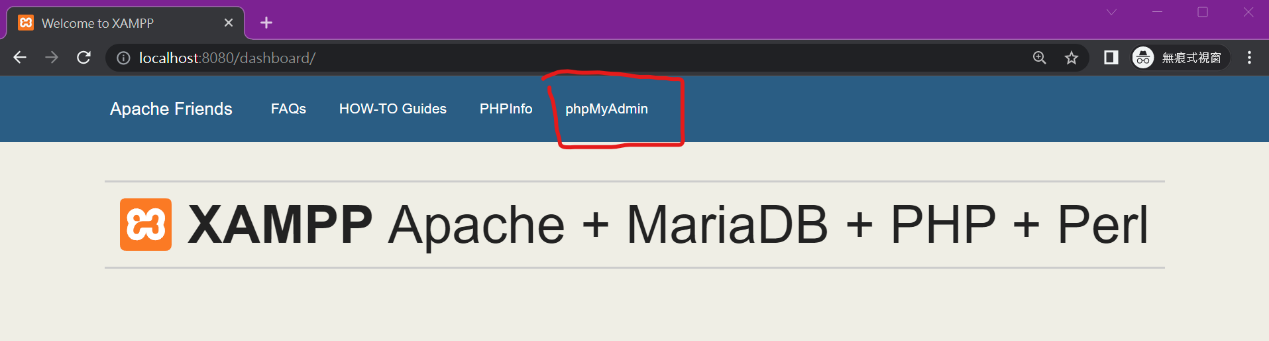 Welcome to XAMPP
localhost:8080/dashboard/
無痕式視窗
Apache Friends FAQs HOW-TO Guides PHPInfo phpMyAdmin
XAMPP Apache + MariaDB + PHP + Perl